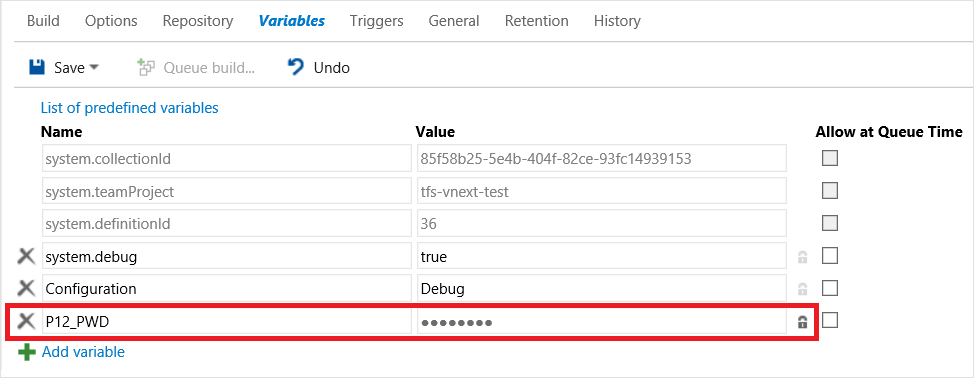 Build Options Repository Variables Triggers General Retention History
Save Queue build... Undo
List of predefined variables
Name Value Allow at Queue Time
system.collectionId 85f58b25-5e4b-404f-82ce-93fc14939153
system.teamProject tfs-vnext-test
system.definitionId 36
system.debug true
Configuration Debug
P12_PWD ●●●●●●●●
Add variable